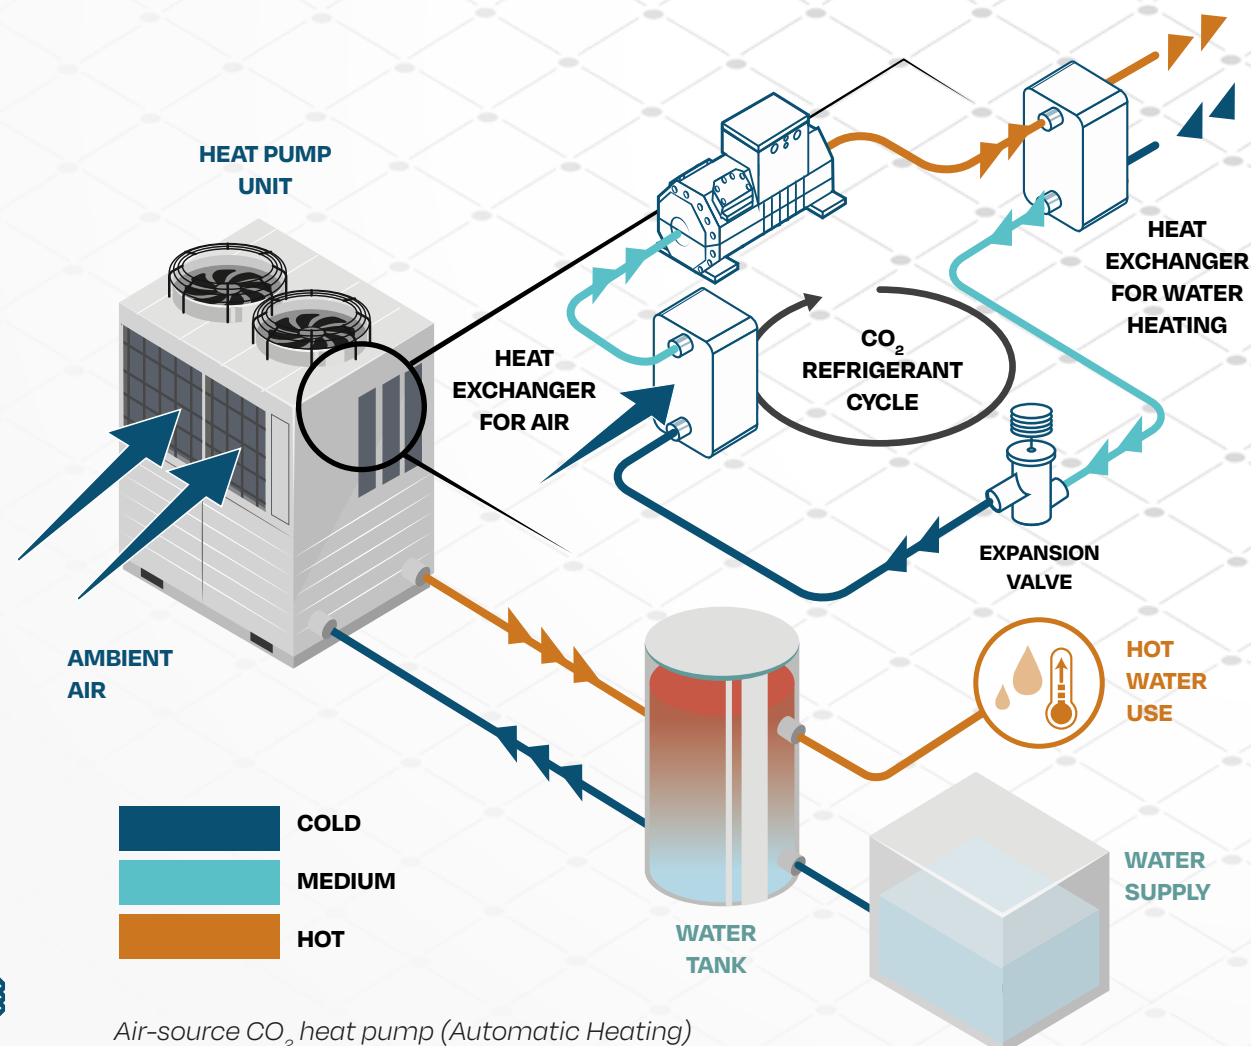 HEAT PUMP
UNIT
HEAT
EXCHANGER
FOR WATER
HEATING
HEAT
EXCHANGER
FOR AIR
CO₂
REFRIGERANT
CYCLE
EXPANSION
VALVE
AMBIENT
AIR
HOT
WATER
USE
COLD
MEDIUM
HOT
WATER
SUPPLY
WATER
TANK
Air-source CO₂ heat pump (Automatic Heating)